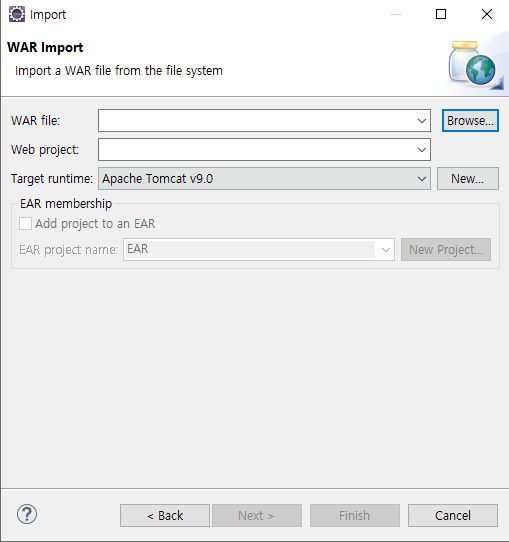 Import
WAR Import
Import a WAR file from the file system
WAR file:
Browse...
Web project:
Target runtime: Apache Tomcat v9.0
New...
EAR membership
Add project to an EAR
EAR project name: EAR
New Project...
?
< Back
Next >
Finish
Cancel